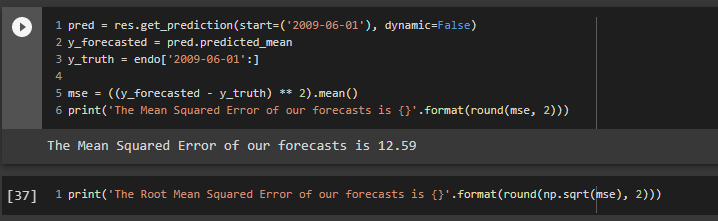 1 pred = res.get_prediction(start=('2009-06-01'), dynamic=False)
2 y_forecasted = pred.predicted_mean
3 y_truth = endo['2009-06-01':]
4
5 mse = ((y_forecasted - y_truth) ** 2).mean()
6 print('The Mean Squared Error of our forecasts is {}'.format(round(mse, 2)))
The Mean Squared Error of our forecasts is 12.59
[37] 1 print('The Root Mean Squared Error of our forecasts is {}'.format(round(np.sqrt(mse), 2)))